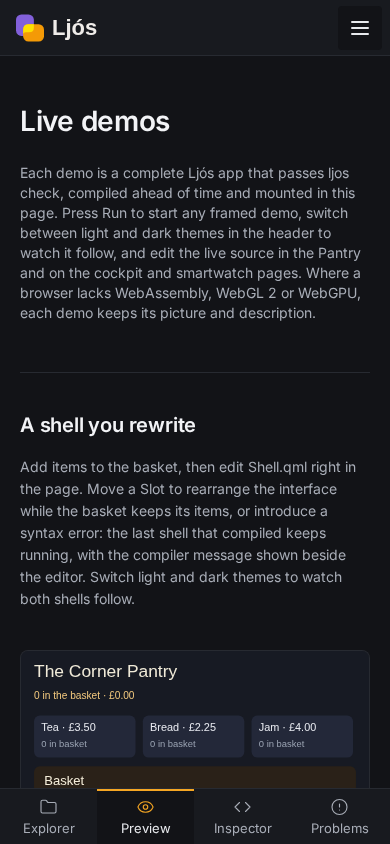 Ljós
Live demos
Each demo is a complete Ljós app that passes ljos
check, compiled ahead of time and mounted in this
page. Press Run to start any framed demo, switch
between light and dark themes in the header to
watch it follow, and edit the live source in the Pantry
and on the cockpit and smartwatch pages. Where a
browser lacks WebAssembly, WebGL 2 or WebGPU,
each demo keeps its picture and description.
A shell you rewrite
Add items to the basket, then edit Shell.qml right in
the page. Move a Slot to rearrange the interface
while the basket keeps its items, or introduce a
syntax error: the last shell that compiled keeps
running, with the compiler message shown beside
the editor. Switch light and dark themes to watch
both shells follow.
The Corner Pantry
0 in the basket · £0.00
Tea · £3.50 Bread · £2.25 Jam · £4.00
0 in basket 0 in basket 0 in basket
Basket
Explorer Preview Inspector Problems